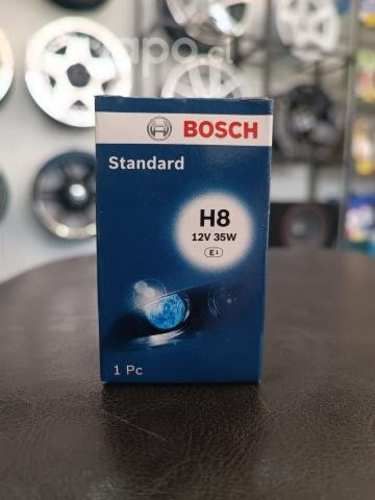 BOSCH
Standard
H8
12V 35W
E1
1 Pc